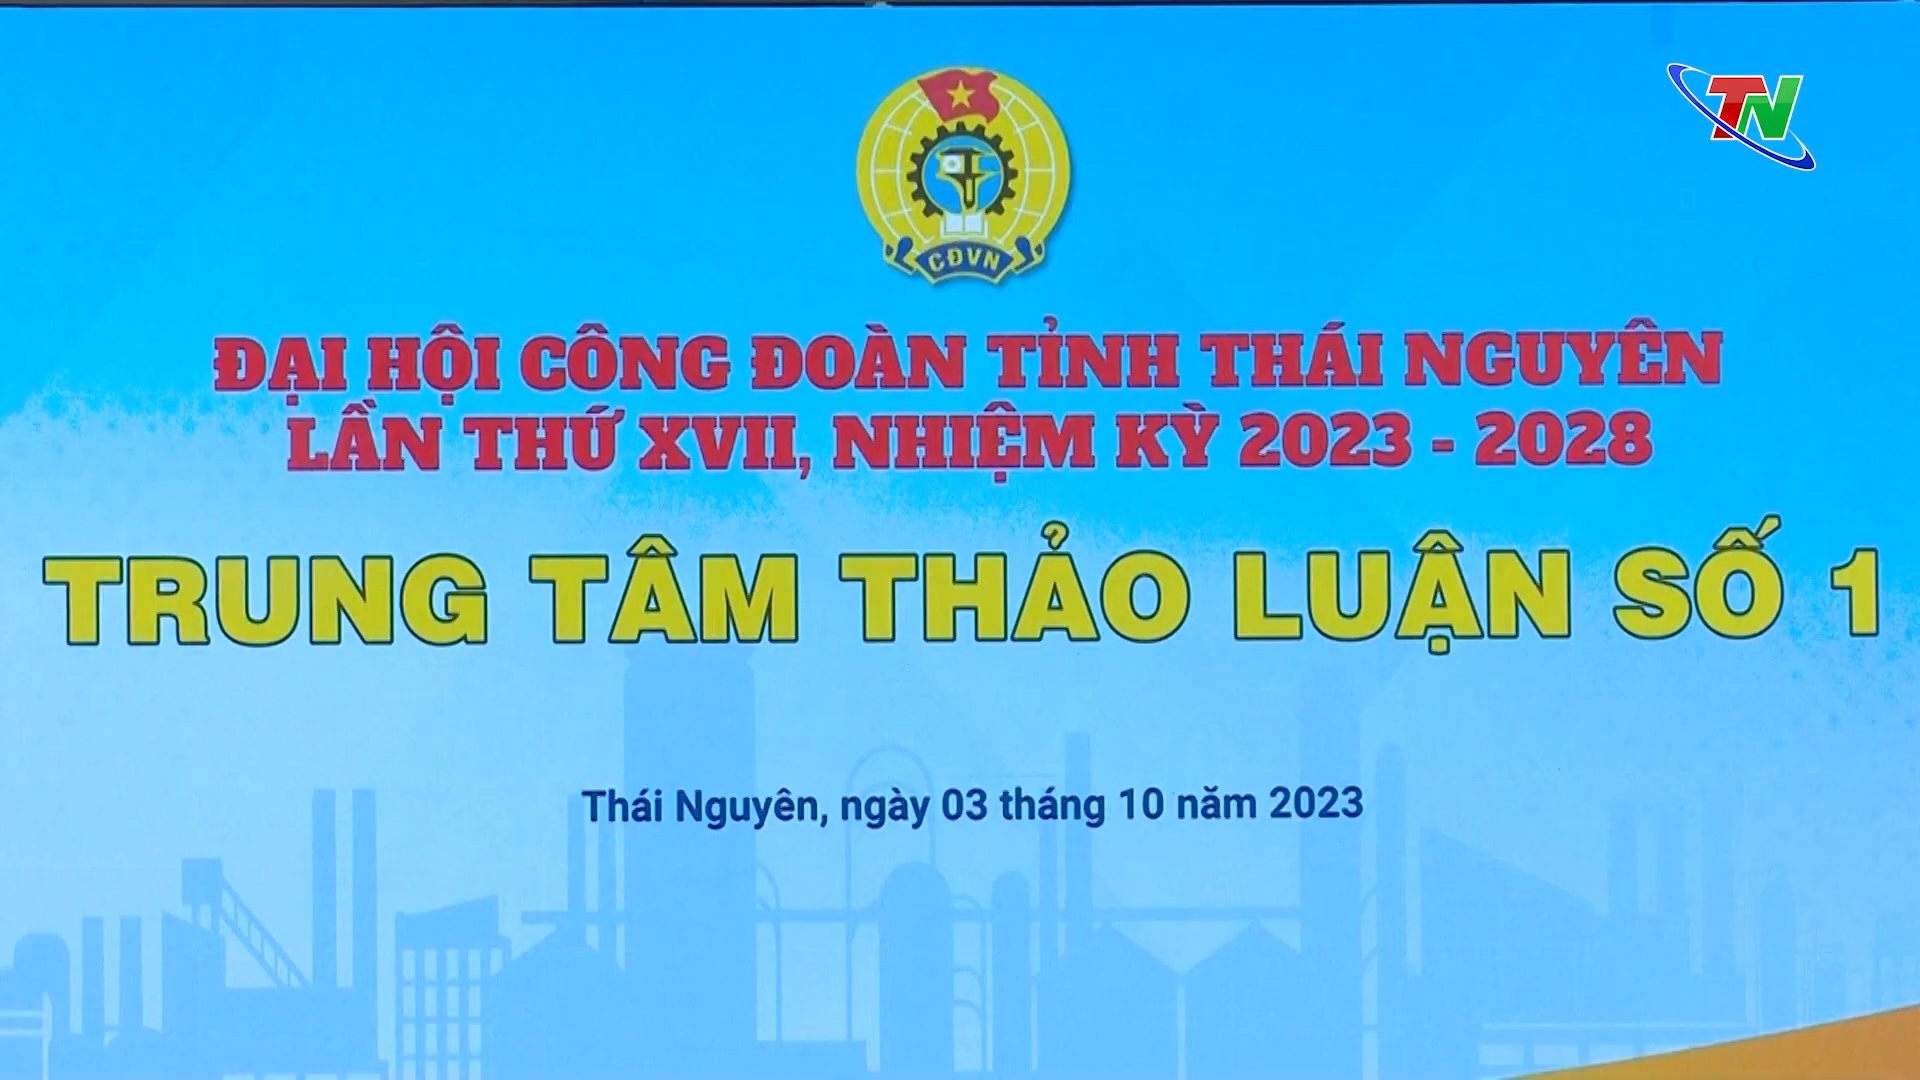 TN
CĐVN
ĐẠI HỘI CÔNG ĐOÀN TỈNH THÁI NGUYÊN
LẦN THỨ XVII, NHIỆM KỲ 2023 - 2028
TRUNG TÂM THẢO LUẬN SỐ 1
Thái Nguyên, ngày 03 tháng 10 năm 2023